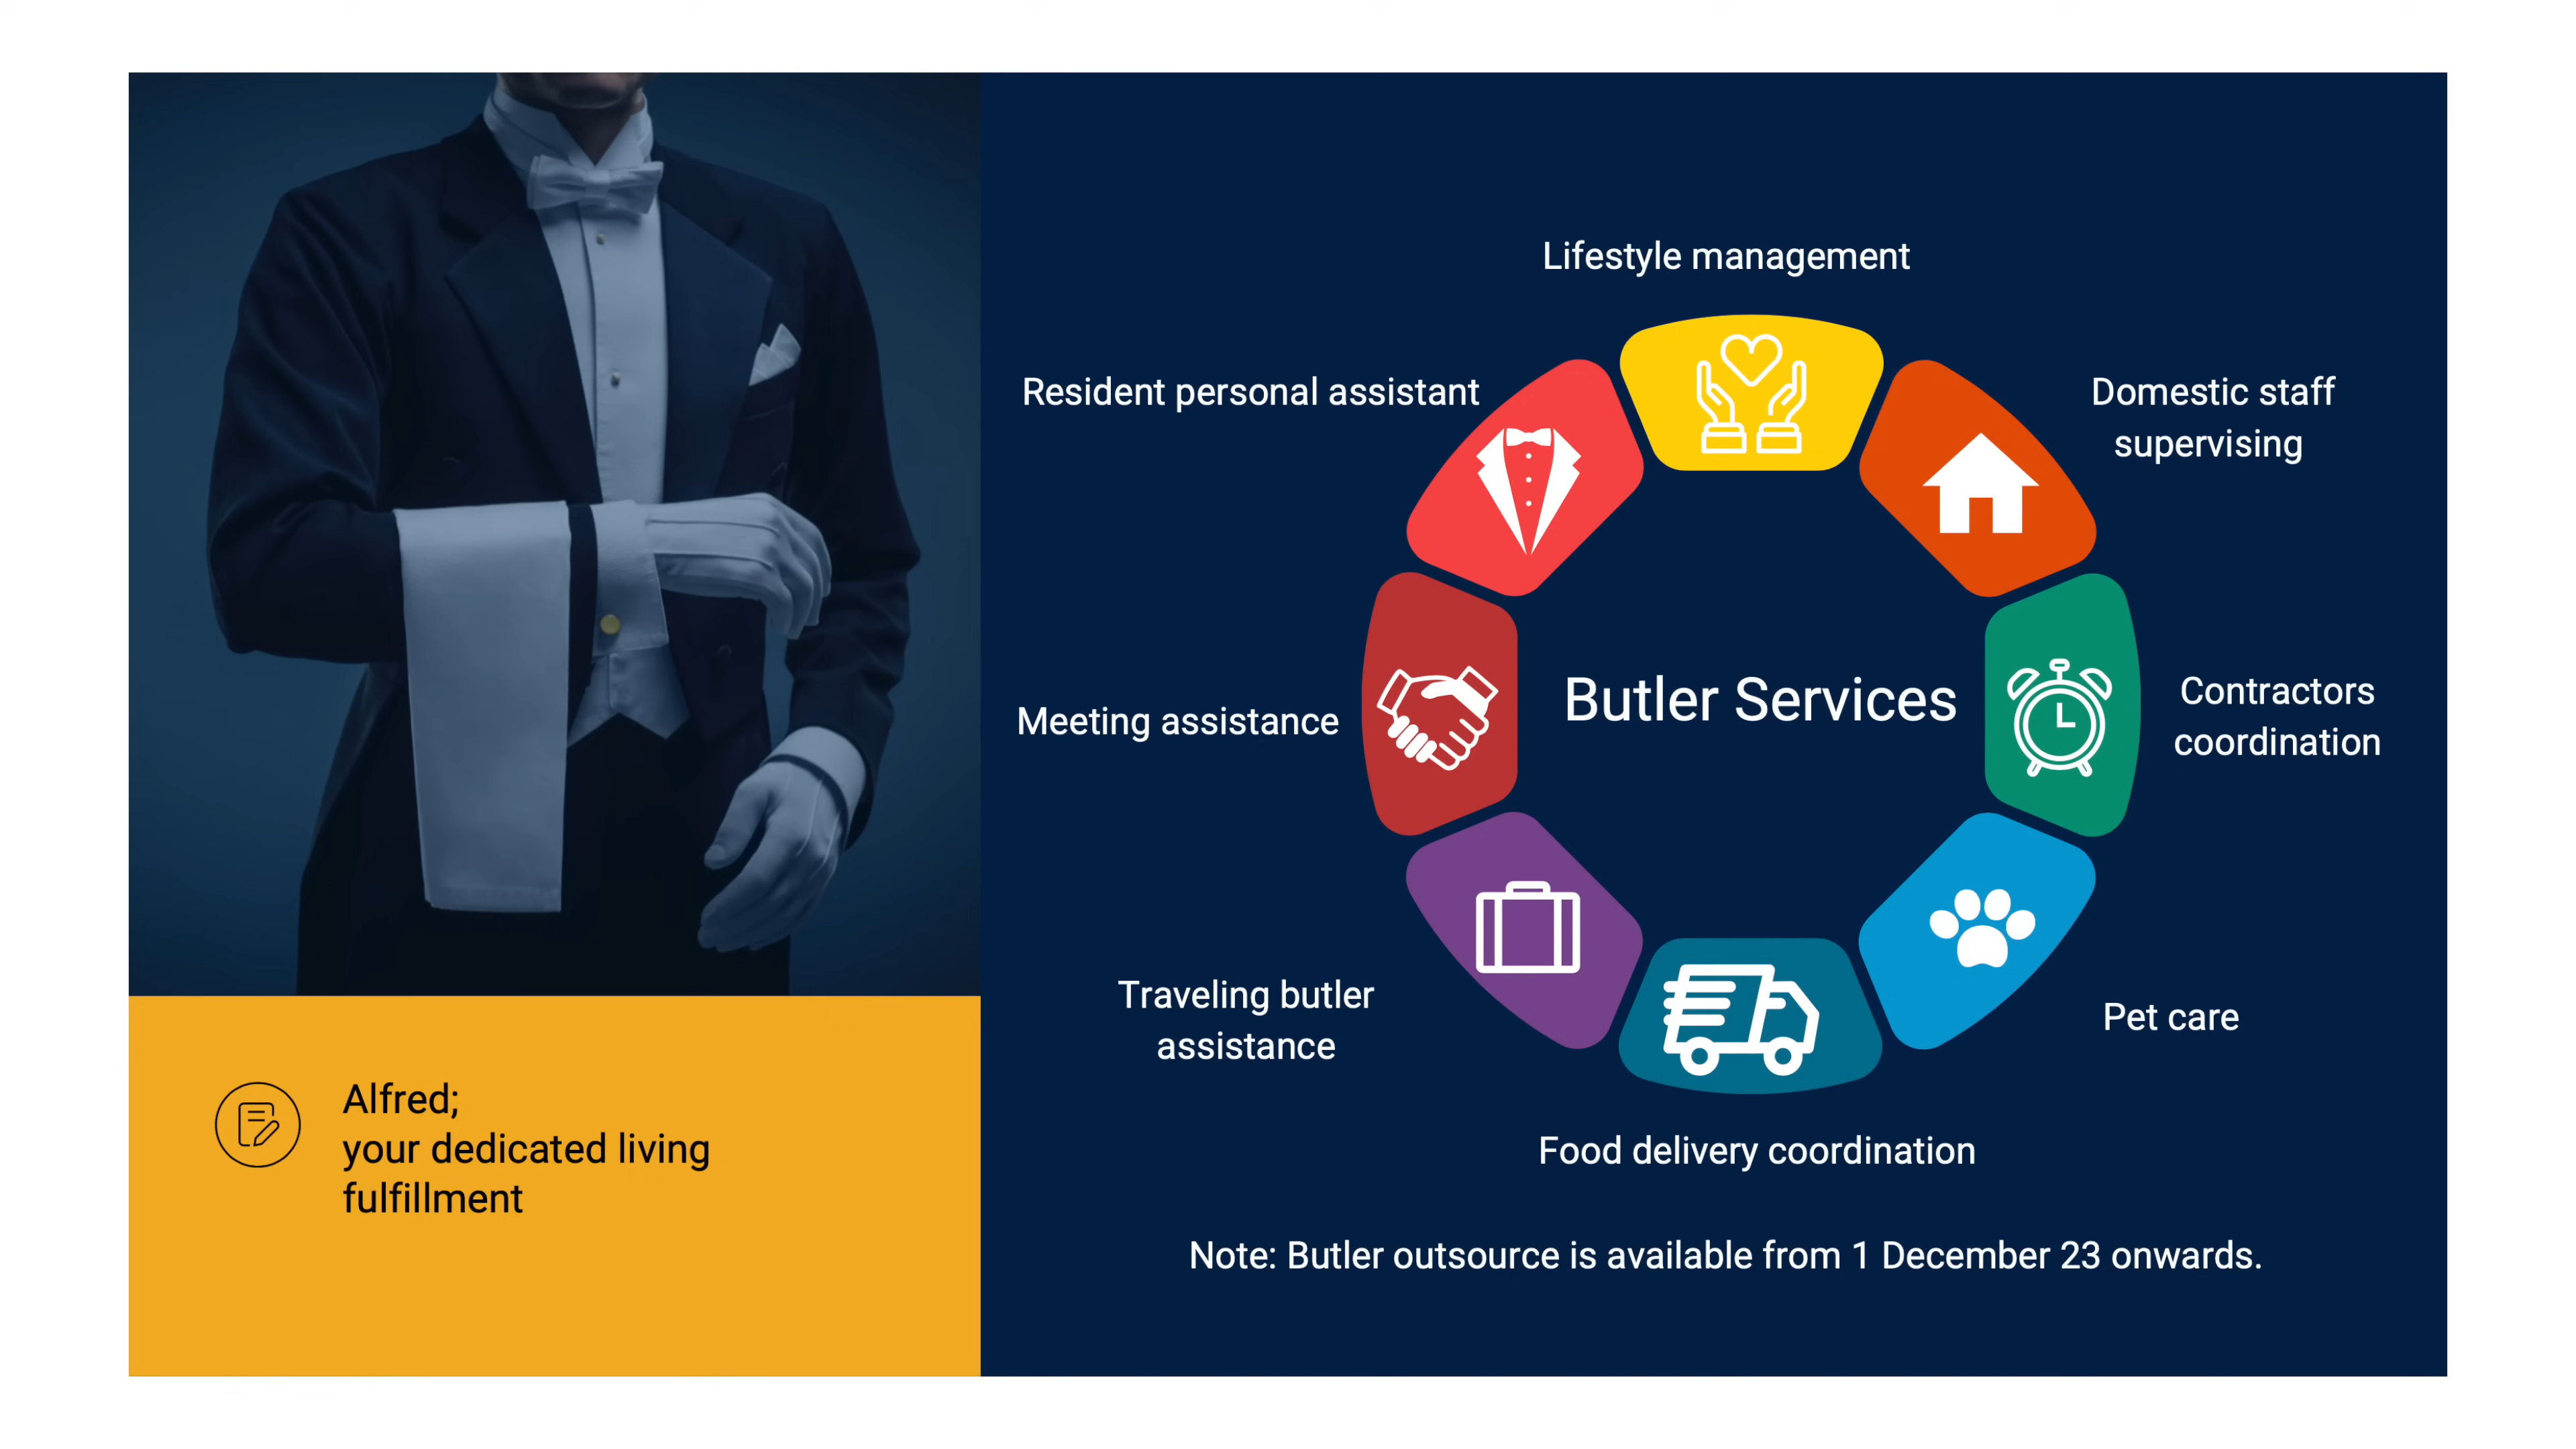 Lifestyle management
Resident personal assistant
Domestic staff
supervising
Butler Services
Meeting assistance
Contractors
coordination
Traveling butler
assistance
Pet care
Food delivery coordination
Note: Butler outsource is available from 1 December 23 onwards.
Alfred;
your dedicated living
fulfillment